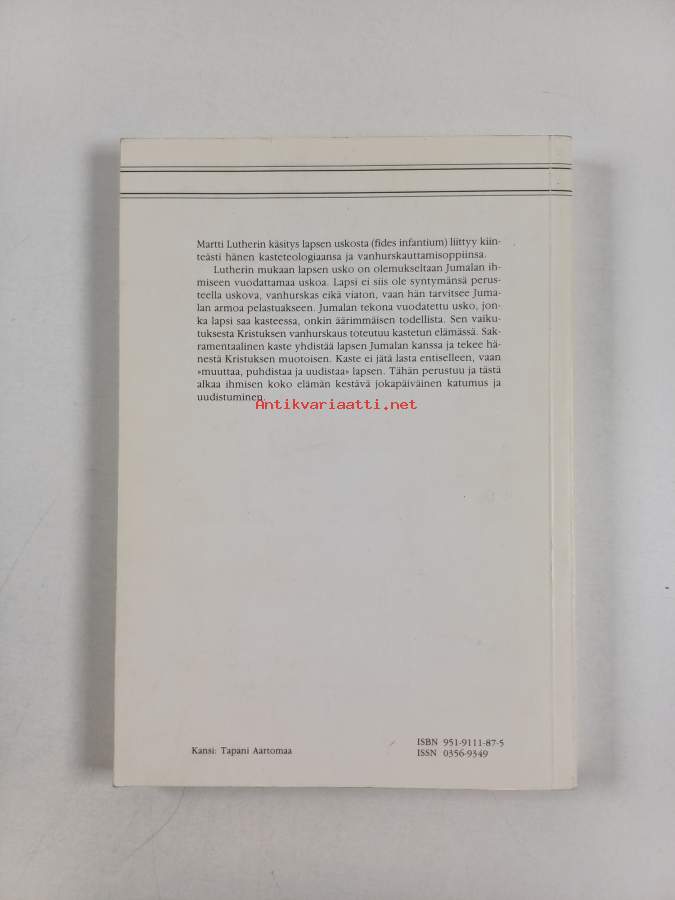 Martti Lutherin käsitys lapsen uskosta (fides infantium) liittyy kiin-
teästi hänen kasteteologiaansa ja vanhurskauttamisoppiinsa.
Lutherin mukaan lapsen usko on olemukseltaan Jumalan ih-
miseen vuodattamaa uskoa. Lapsi ei siis ole syntymänsä perus-
teella uskova, vanhurskas eikä viaton, vaan hän tarvitsee Juma-
lan armoa pelastuakseen. Jumalan tekona vuodatettu usko, jon-
ka lapsi saa kasteessa, onkin äärimmäisen todellista. Sen vaiku-
tuksesta Kristuksen vanhurskaus toteutuu kastetun elämässä. Sak-
ramentaalinen kaste yhdistää lapsen Jumalan kanssa ja tekee hä-
nestä Kristuksen muotoisen. Kaste ei jätä lasta entiselleen, vaan
»muuttaa, puhdistaa ja uudistaa» lapsen. Tähän perustuu ja tästä
alkaa ihmisen koko elämän kestävä jokapäiväinen katumus ja
uudistuminen.
Antikvariaatti.net
Kansi: Tapani Aartomaa
ISBN 951-9111-87-5
ISSN 0356-9349